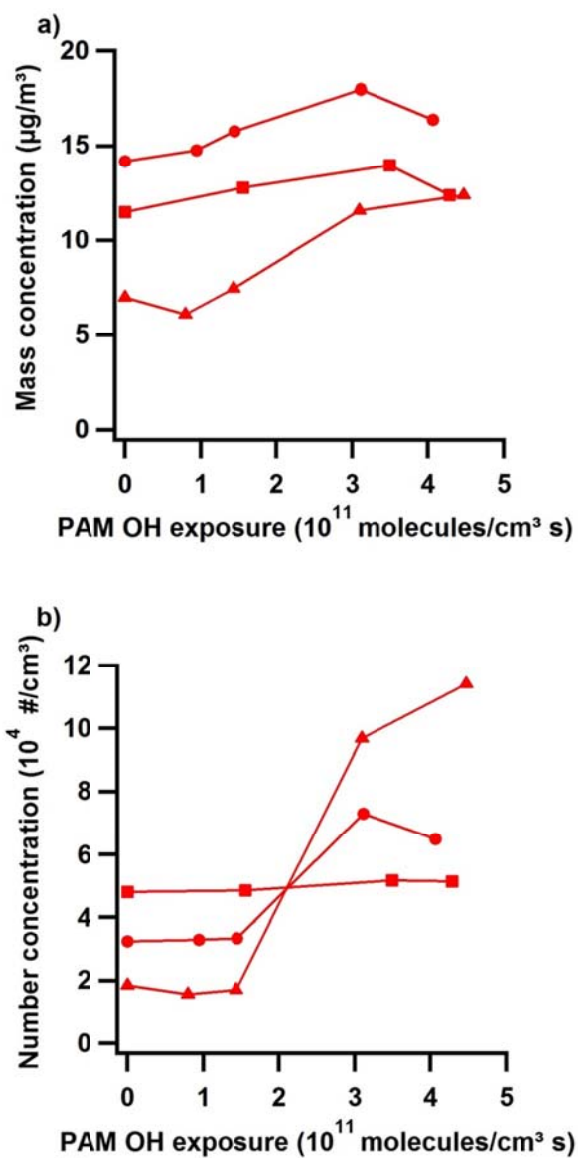 a)
20
15
10
5
0
Mass concentration (µg/m³)
0 1 2 3 4 5
PAM OH exposure (10¹¹ molecules/cm³ s)
b)
12
10
8
6
4
2
0
Number concentration (10⁴ #/cm³)
0 1 2 3 4 5
PAM OH exposure (10¹¹ molecules/cm³ s)